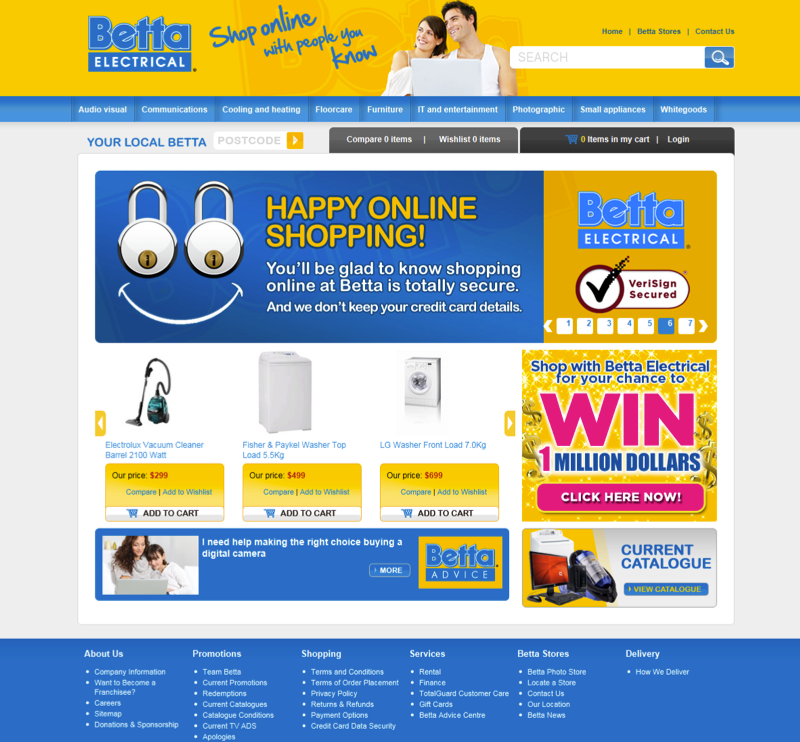 Betta
ELECTRICAL
Shop online
with people you
know
Home | Betta Stores | Contact Us
SEARCH
Audio visual
Communications
Cooling and heating
Floorcare
Furniture
IT and entertainment
Photographic
Small appliances
Whitegoods
YOUR LOCAL BETTA
POSTCODE
Compare 0 items | Wishlist 0 items
0 Items in my cart | Login
HAPPY ONLINE
SHOPPING!
You'll be glad to know shopping
online at Betta is totally secure.
And we don't keep your credit card details.
Betta
ELECTRICAL
VeriSign
Secured
1 2 3 4 5 6 7
Electrolux Vacuum Cleaner
Barrel 2100 Watt
Our price: $299
Compare | Add to Wishlist
ADD TO CART
Fisher & Paykel Washer Top
Load 5.5Kg
Our price: $499
Compare | Add to Wishlist
ADD TO CART
LG Washer Front Load 7.0Kg
Our price: $699
Compare | Add to Wishlist
ADD TO CART
Shop with Betta Electrical
for your chance to
WIN
1 MILLION DOLLARS
CLICK HERE NOW!
I need help making the right choice buying a
digital camera
MORE
Betta
ADVICE
CURRENT
CATALOGUE
VIEW CATALOGUE
About Us
Company Information
Want to Become a
Franchisee?
Careers
Sitemap
Donations & Sponsorship
Promotions
Team Betta
Current Promotions
Redemptions
Current Catalogues
Catalogue Conditions
Current TV ADS
Apologies
Shopping
Terms and Conditions
Terms of Order Placement
Privacy Policy
Returns & Refunds
Payment Options
Credit Card Data Security
Services
Rental
Finance
TotalGuard Customer Care
Gift Cards
Betta Advice Centre
Betta Stores
Betta Photo Store
Locate a Store
Contact Us
Our Location
Betta News
Delivery
How We Deliver